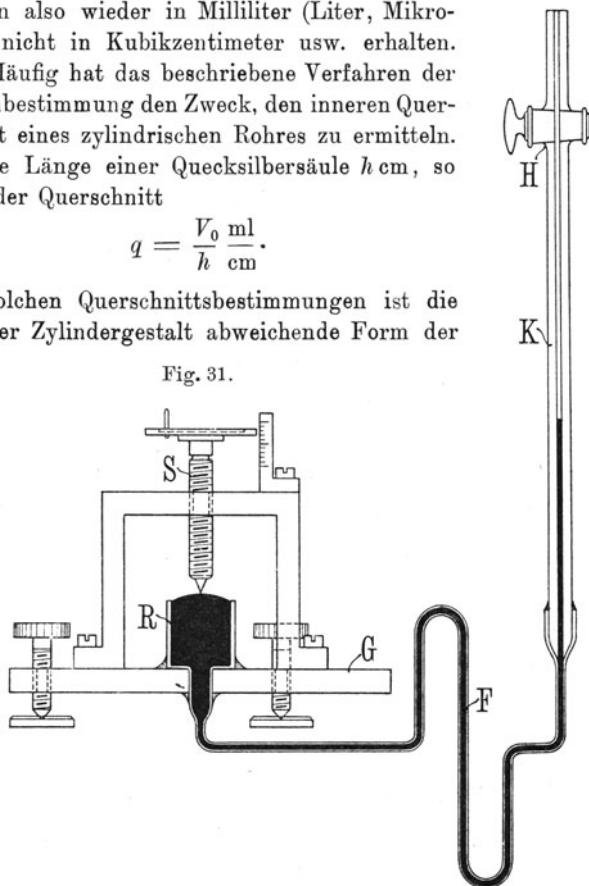 n also wieder in Milliliter (Liter, Mikro-
nicht in Kubikzentimeter usw. erhalten.
Häufig hat das beschriebene Verfahren der
bestimmung den Zweck, den inneren Quer-
t eines zylindrischen Rohres zu ermitteln.
e Länge einer Quecksilbersäule h cm, so
der Querschnitt
q = V₀/h ml/cm.
olchen Querschnittsbestimmungen ist die
er Zylindergestalt abweichende Form der
Fig. 31.
H
K
S
R
G
F